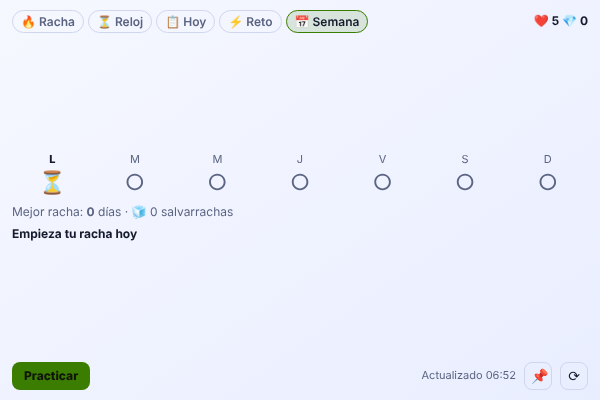 🔥 Racha ⏳ Reloj 📋 Hoy ⚡ Reto 📅 Semana ❤️ 5 💎 0
L M M J V S D
Mejor racha: 0 días · 🧊 0 salvarrachas
Empieza tu racha hoy
Practicar Actualizado 06:52